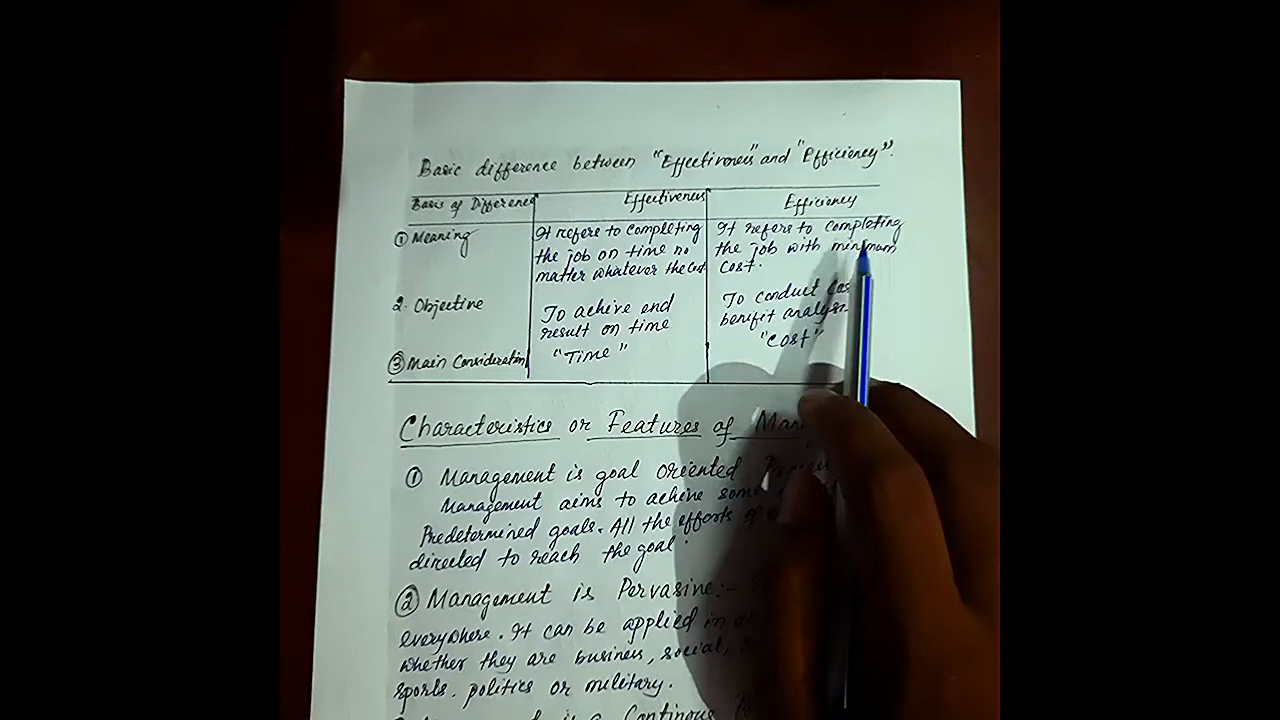 Basic difference between "Effectiveness" and "Efficiency".
Basis of Difference Effectiveness Efficiency
① Meaning
It refers to completing
the job on time no
matter whatever the cost
It refers to completing
the job with minimum
cost.
2. Objective
To achive end
result on time
To conduct
benefit
③ Main Consideration
"Time"
"Cost"
Characteristics or Features of
① Management is goal oriented
Management aims to achive some
Predetermined goals. All the efforts of
directed to reach the goal.
② Management is Pervasine:-
everywhere. It can be applied in
whether they are business, social,
sports, politics or military.
is a Continous